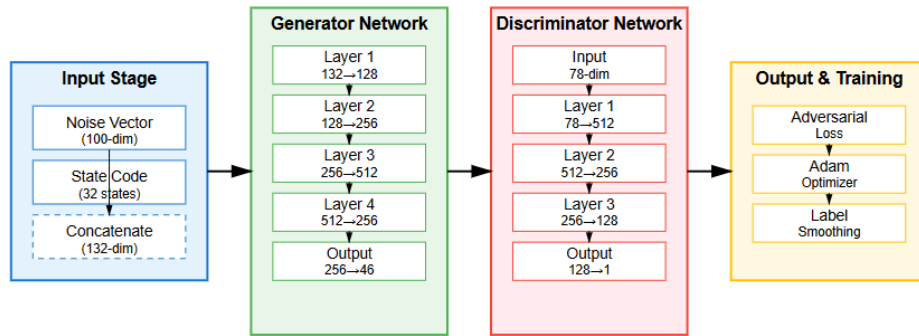 Input Stage
Noise Vector
(100-dim)
State Code
(32 states)
Concatenate
(132-dim)
Generator Network
Layer 1
132→128
Layer 2
128→256
Layer 3
256→512
Layer 4
512→256
Output
256→46
Discriminator Network
Input
78-dim
Layer 1
78→512
Layer 2
512→256
Layer 3
256→128
Output
128→1
Output & Training
Adversarial
Loss
Adam
Optimizer
Label
Smoothing